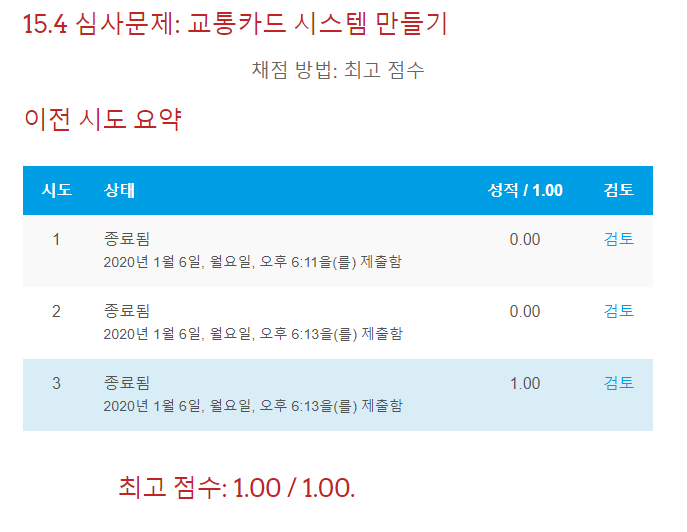 15.4 심사문제: 교통카드 시스템 만들기
채점 방법: 최고 점수
이전 시도 요약
시도 상태 성적 / 1.00 검토
1 종료됨 0.00 검토
2020년 1월 6일, 월요일, 오후 6:11을(를) 제출함
2 종료됨 0.00 검토
2020년 1월 6일, 월요일, 오후 6:13을(를) 제출함
3 종료됨 1.00 검토
2020년 1월 6일, 월요일, 오후 6:13을(를) 제출함
최고 점수: 1.00 / 1.00.